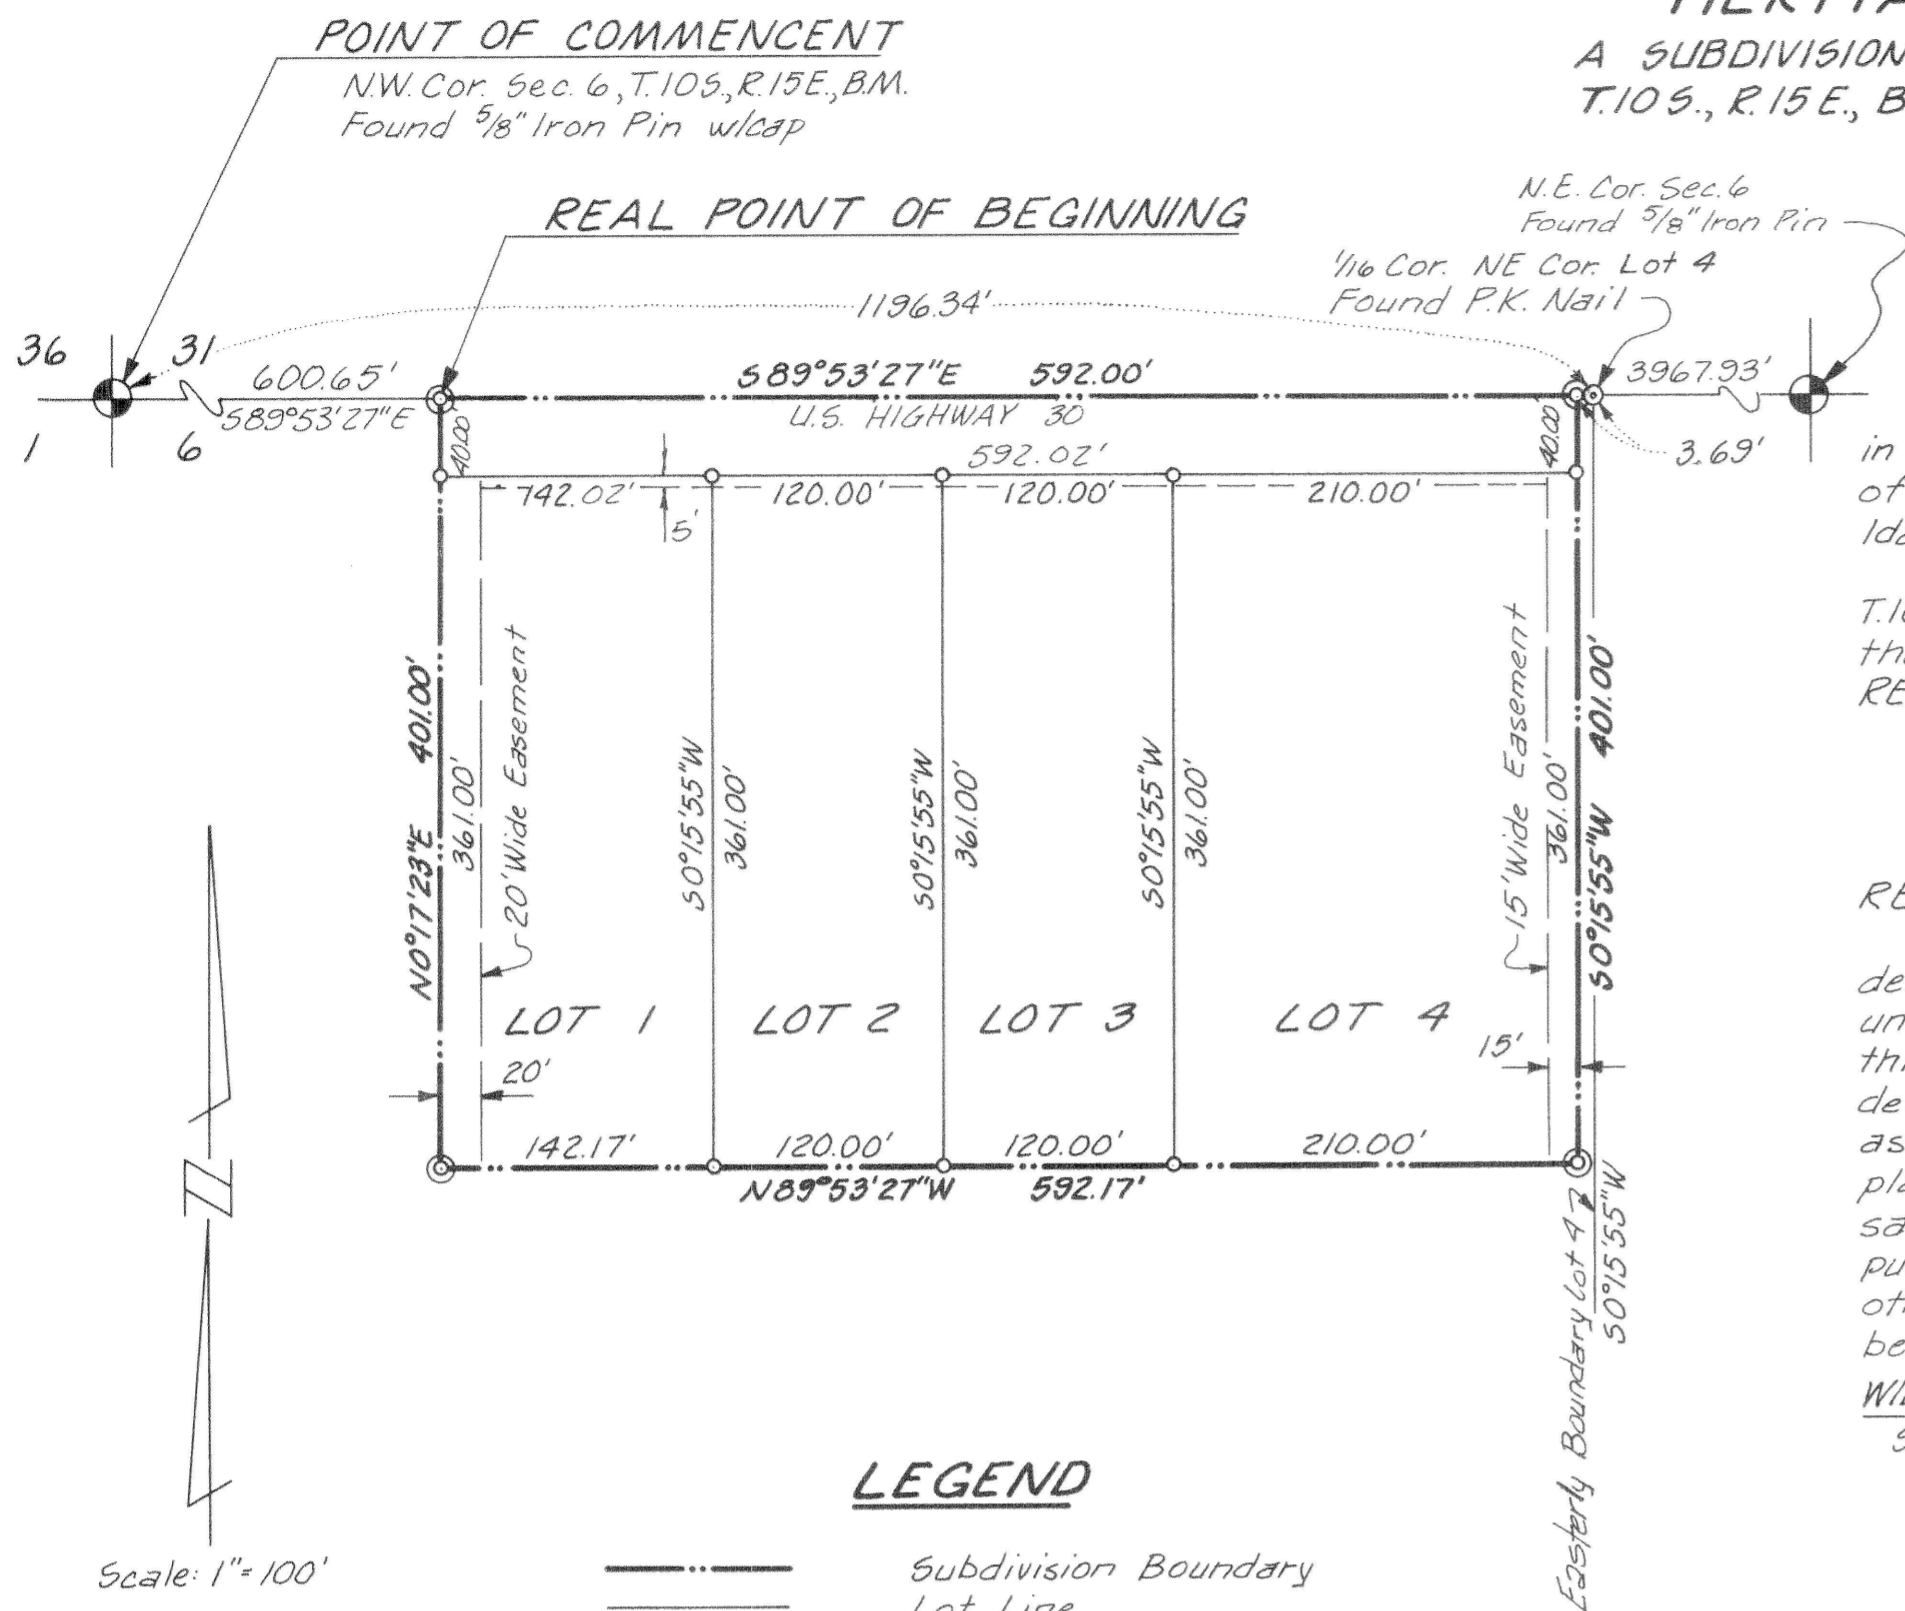 POINT OF COMMENCENT
N.W. Cor. Sec. 6, T.10S., R.15E., B.M.
Found 5/8" Iron Pin w/cap
A SUBDIVISION
T.10 S., R.15 E., B
REAL POINT OF BEGINNING
N.E. Cor. Sec. 6
Found 5/8" Iron Pin
1/16 Cor. NE Cor. Lot 4
Found P.K. Nail
1196.34'
36 31
600.65'
S89°53'27"E 592.00'
3967.93'
S89°53'27"E
U.S. HIGHWAY 30
1 6
40.00'
40.00'
592.02'
3.69'
742.02' 120.00' 120.00' 210.00'
5'
N0°17'23"E 401.00'
361.00'
20' Wide Easement
S0°15'55"W
361.00'
S0°15'55"W
361.00'
S0°15'55"W
361.00'
15' Wide Easement
361.00'
S0°15'55"W 401.00'
LOT 1 LOT 2 LOT 3 LOT 4
20'
15'
142.17' 120.00' 120.00' 210.00'
N89°53'27"W 592.17'
Easterly Boundary Lot 4
S0°15'55"W
N
Scale: 1"=100'
LEGEND
Subdivision Boundary
Lot Line
in
of
Ida
T.10
th
RE
RE
de
un
thi
de
as
pla
sa
pu
oth
be